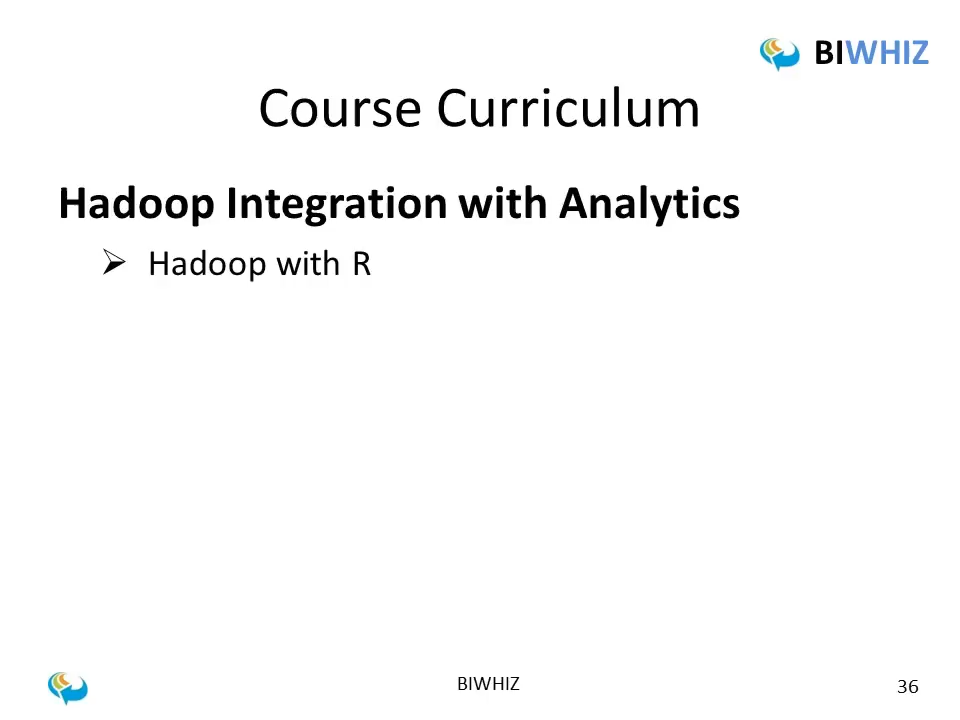 BIWHIZ
Course Curriculum
Hadoop Integration with Analytics
➢ Hadoop with R
BIWHIZ
36